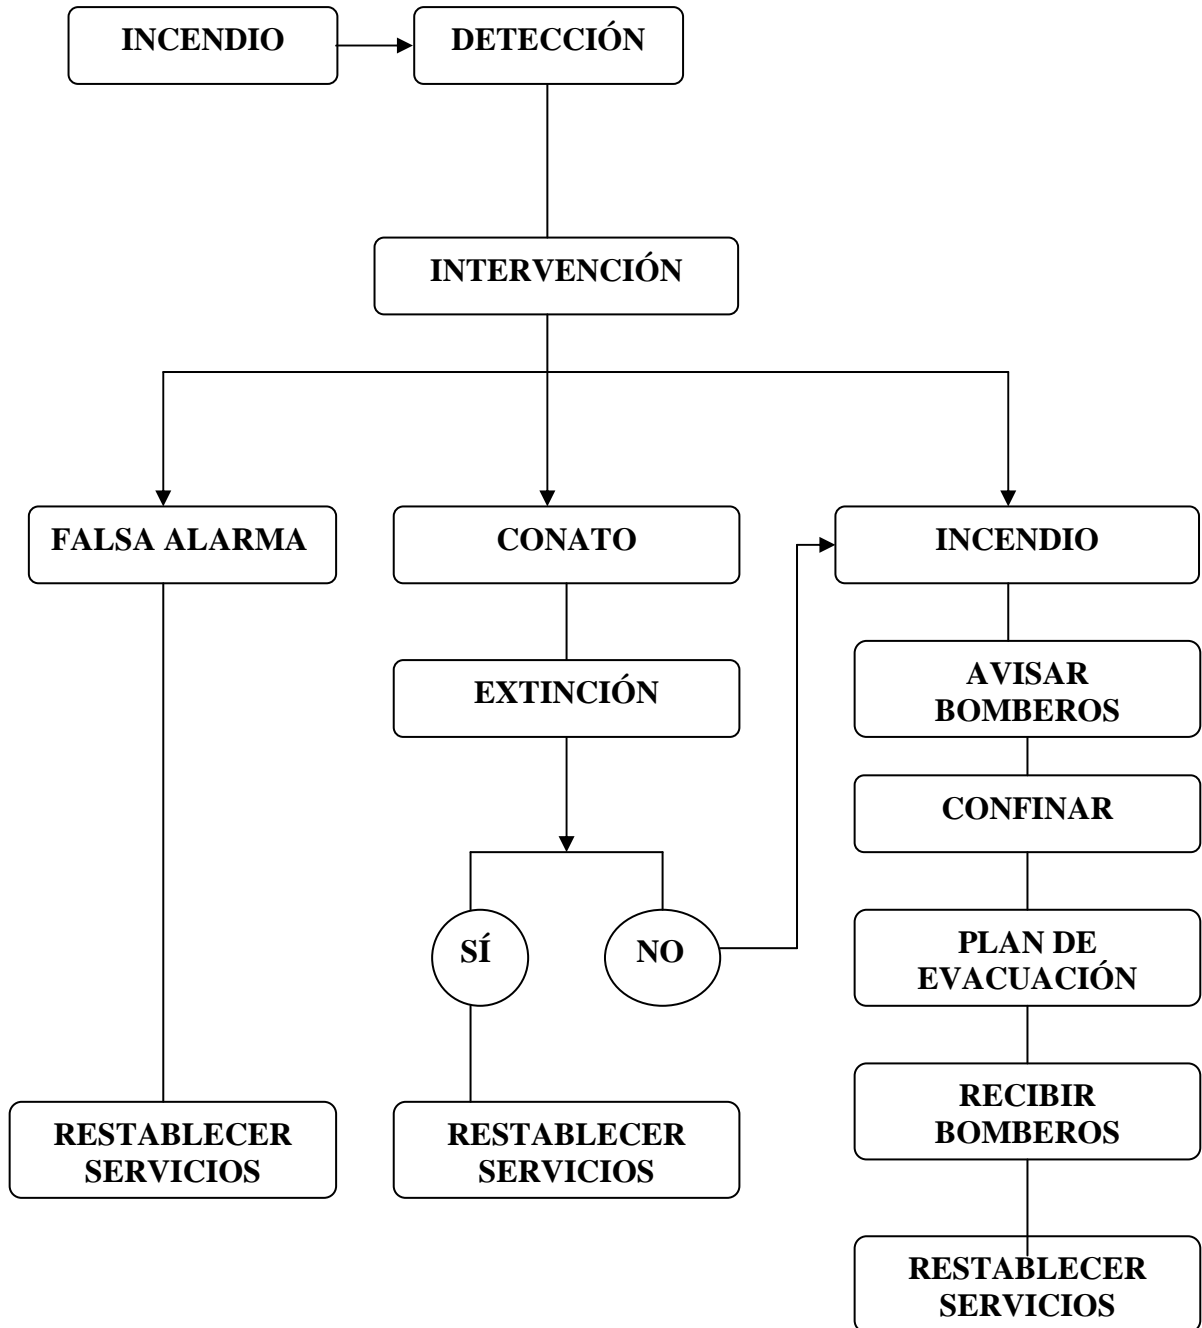 INCENDIO
DETECCIÓN
INTERVENCIÓN
FALSA ALARMA
CONATO
INCENDIO
EXTINCIÓN
AVISAR
BOMBEROS
CONFINAR
SÍ
NO
PLAN DE
EVACUACIÓN
RESTABLECER
SERVICIOS
RESTABLECER
SERVICIOS
RECIBIR
BOMBEROS
RESTABLECER
SERVICIOS